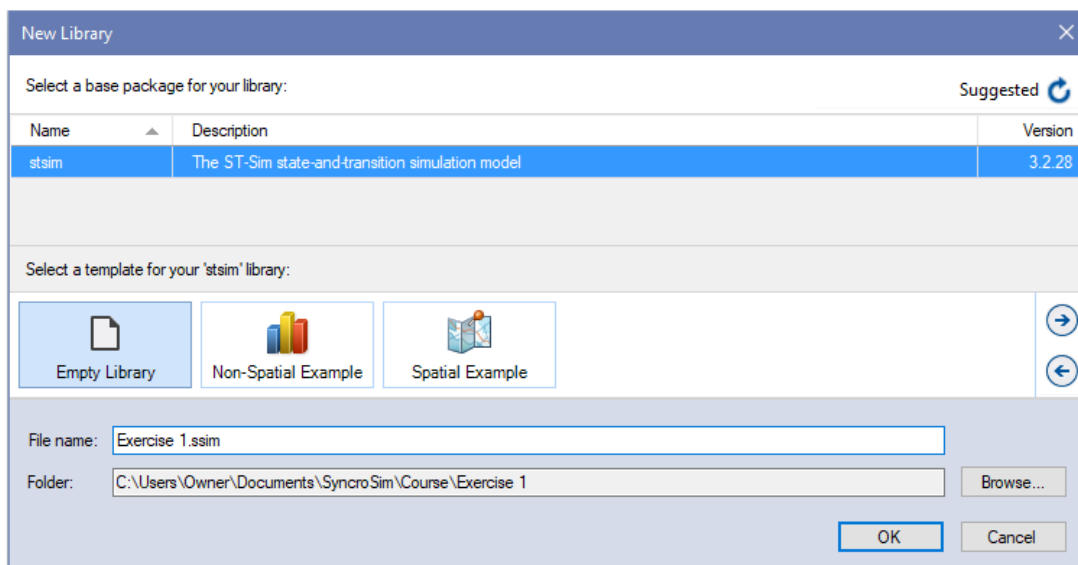 New Library
Select a base package for your library:
Suggested
Name Description Version
stsim The ST-Sim state-and-transition simulation model 3.2.28
Select a template for your 'stsim' library:
Empty Library Non-Spatial Example Spatial Example
File name: Exercise 1.ssim
Folder: C:\Users\Owner\Documents\SyncroSim\Course\Exercise 1 Browse...
OK Cancel